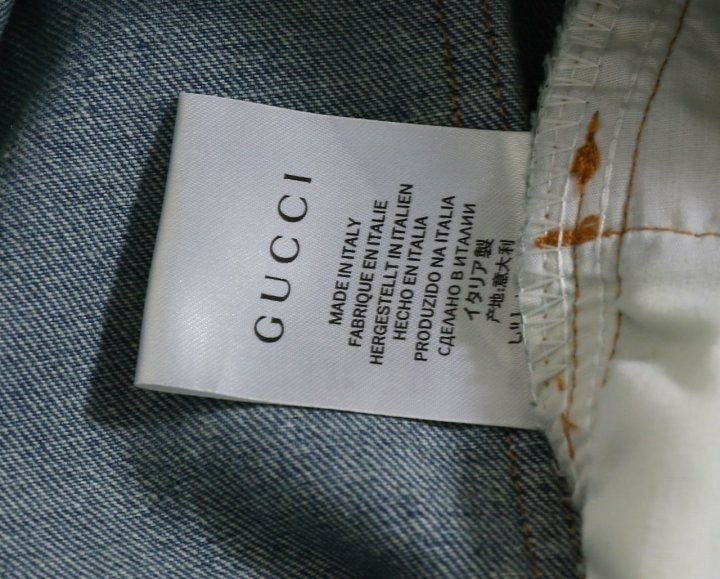 GUCCI
MADE IN ITALY
FABRIQUE EN ITALIE
HERGESTELLT IN ITALIEN
HECHO EN ITALIA
PRODUZIDO NA ITALIA
СДЕЛАНО В ИТАЛИИ
イタリア製
产地:意大利